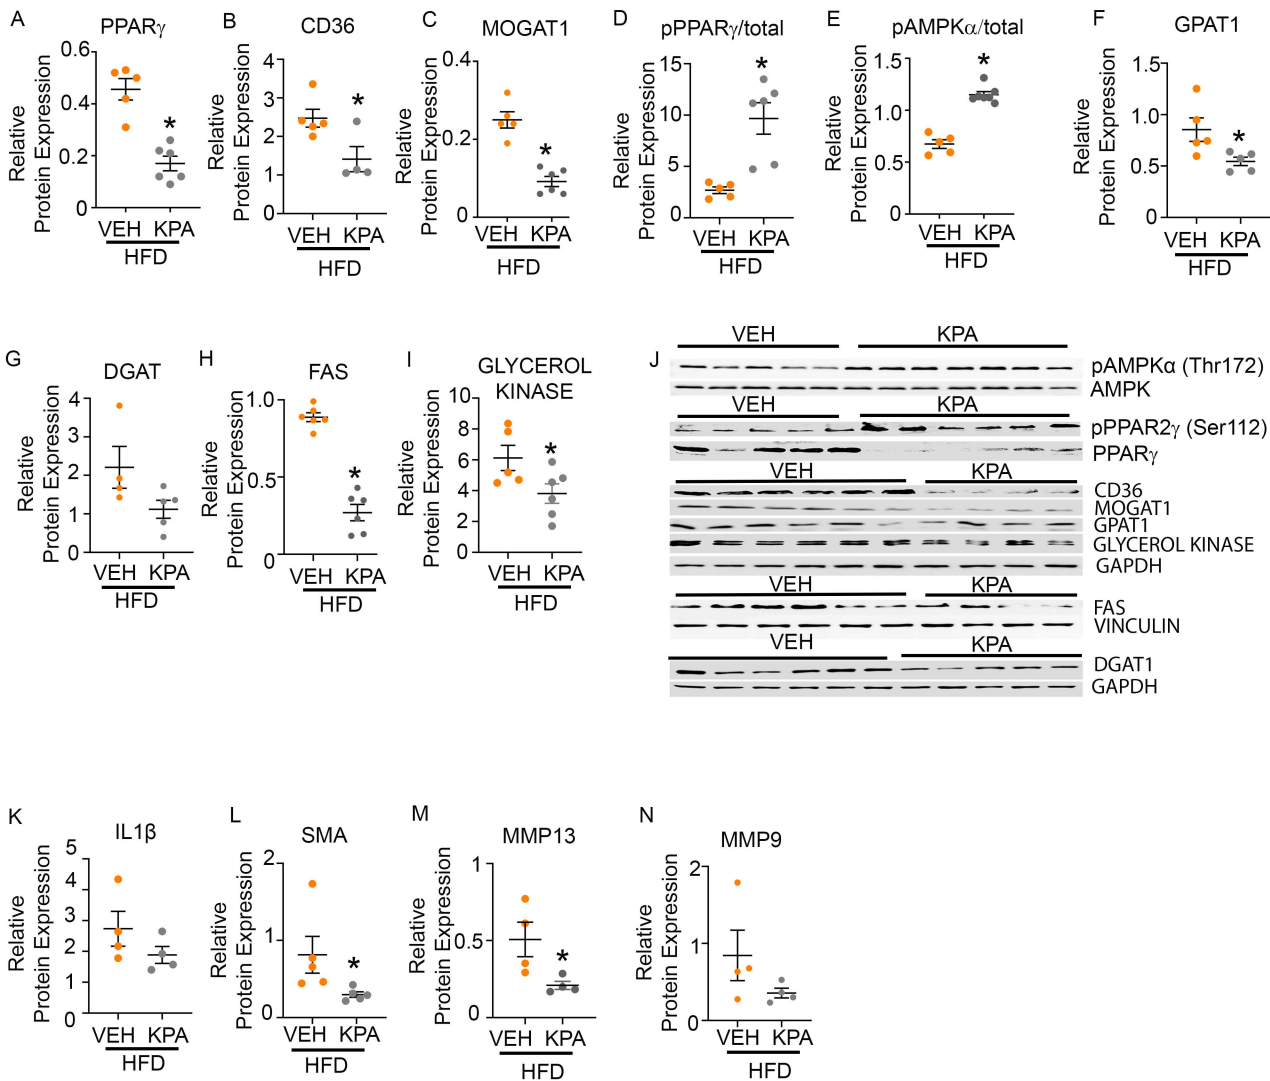 A
PPARγ
Relative
Protein Expression
0.6
0.4
0.2
0
*
VEH KPA
HFD
B
CD36
Relative
Protein Expression
4
3
2
1
0
*
VEH KPA
HFD
C
MOGAT1
Relative
Protein Expression
0.4
0.2
0
*
VEH KPA
HFD
D
pPPARγ/total
Relative
Protein Expression
15
10
5
0
*
VEH KPA
HFD
E
pAMPKα/total
Relative
Protein Expression
1.5
1.0
0.5
0
*
VEH KPA
HFD
F
GPAT1
Relative
Protein Expression
1.5
1.0
0.5
0
*
VEH KPA
HFD
G
DGAT
Relative
Protein Expression
4
3
2
1
0
VEH KPA
HFD
H
FAS
Relative
Protein Expression
1.0
0.5
0
*
VEH KPA
HFD
I
GLYCEROL
KINASE
Relative
Protein Expression
10
8
6
4
2
0
*
VEH KPA
HFD
J
VEH KPA
pAMPKα (Thr172)
AMPK
VEH KPA
pPPAR2γ (Ser112)
PPARγ
VEH KPA
CD36
MOGAT1
GPAT1
GLYCEROL KINASE
GAPDH
VEH KPA
FAS
VINCULIN
VEH KPA
DGAT1
GAPDH
K
IL1β
Relative
Protein Expression
5
4
3
2
1
0
VEH KPA
HFD
L
SMA
Relative
Protein Expression
2
1
0
*
VEH KPA
HFD
M
MMP13
Relative
Protein Expression
1
0.5
0
*
VEH KPA
HFD
N
MMP9
Relative
Protein Expression
2
1
0
VEH KPA
HFD